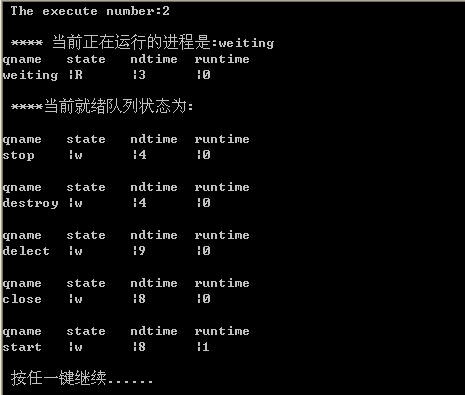 The execute number:2
**** 当前正在运行的进程是:weiting
qname state ndtime runtime
weiting |R |3 |0
****当前就绪队列状态为:
qname state ndtime runtime
stop |w |4 |0
qname state ndtime runtime
destroy |w |4 |0
qname state ndtime runtime
delect |w |9 |0
qname state ndtime runtime
close |w |8 |0
qname state ndtime runtime
start |w |8 |1
按任一键继续......